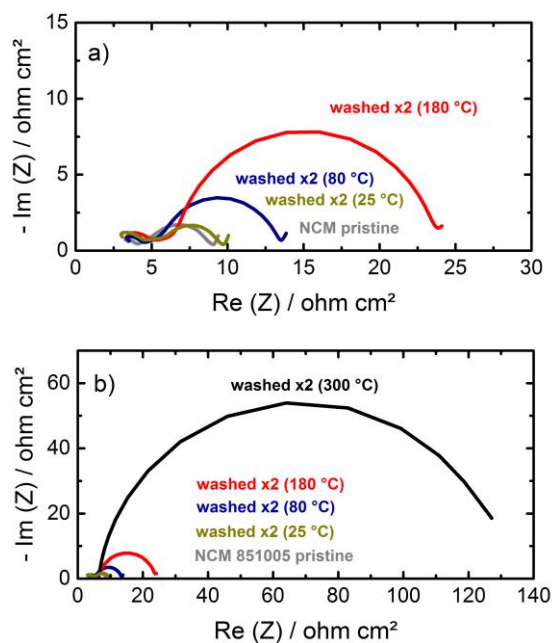 a)
15
10
5
0
- Im (Z) / ohm cm²
washed x2 (180 °C)
washed x2 (80 °C)
washed x2 (25 °C)
NCM pristine
0 5 10 15 20 25 30
Re (Z) / ohm cm²
b)
60
40
20
0
- Im (Z) / ohm cm²
washed x2 (300 °C)
washed x2 (180 °C)
washed x2 (80 °C)
washed x2 (25 °C)
NCM 851005 pristine
0 20 40 60 80 100 120 140
Re (Z) / ohm cm²